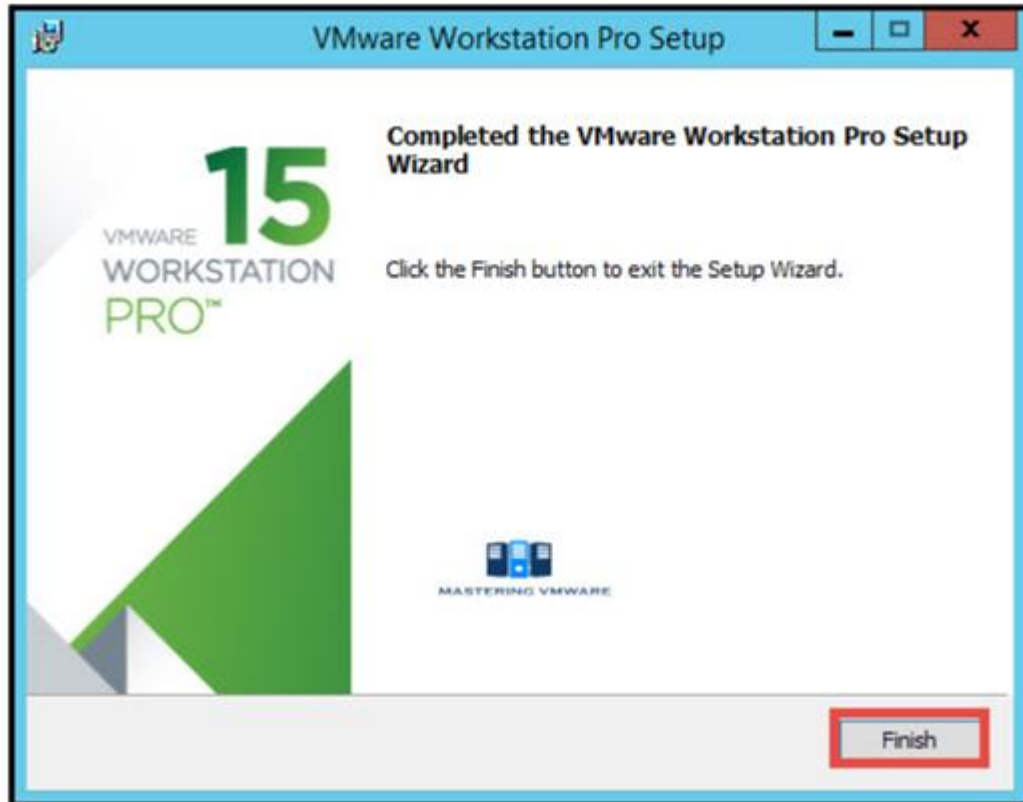 VMware Workstation Pro Setup
Completed the VMware Workstation Pro Setup
Wizard
15
VMWARE
WORKSTATION
PRO™
Click the Finish button to exit the Setup Wizard.
MASTERING VMWARE
Finish